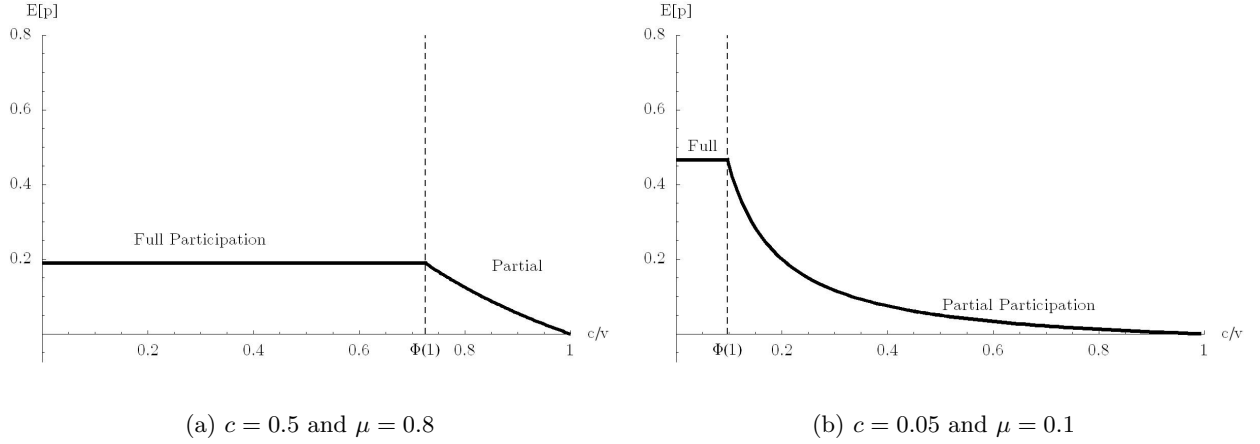 E[p]
0.8
0.6
0.4
0.2
Full Participation
Partial
0.2
0.4
0.6
Φ(1)
0.8
1
c/v
(a) c = 0.5 and μ = 0.8
E[p]
0.8
0.6
0.4
0.2
Full
Partial Participation
Φ(1)
0.2
0.4
0.6
0.8
1
c/v
(b) c = 0.05 and μ = 0.1